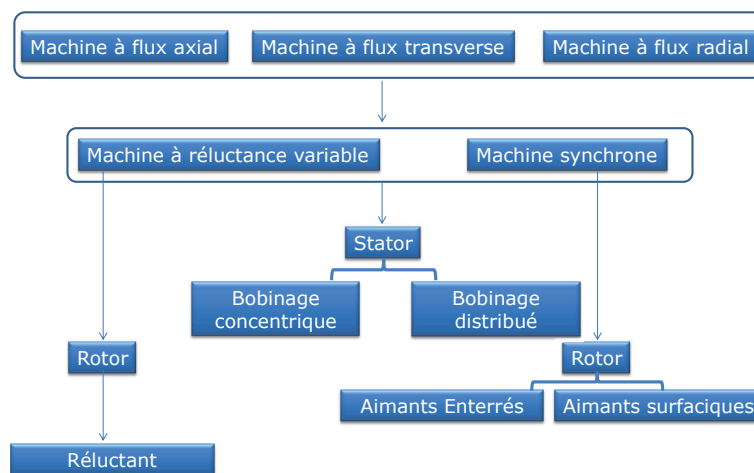 Machine à flux axial
Machine à flux transverse
Machine à flux radial
Machine à réluctance variable
Machine synchrone
Stator
Bobinage
concentrique
Bobinage
distribué
Rotor
Rotor
Aimants Enterrés
Aimants surfaciques
Réluctant